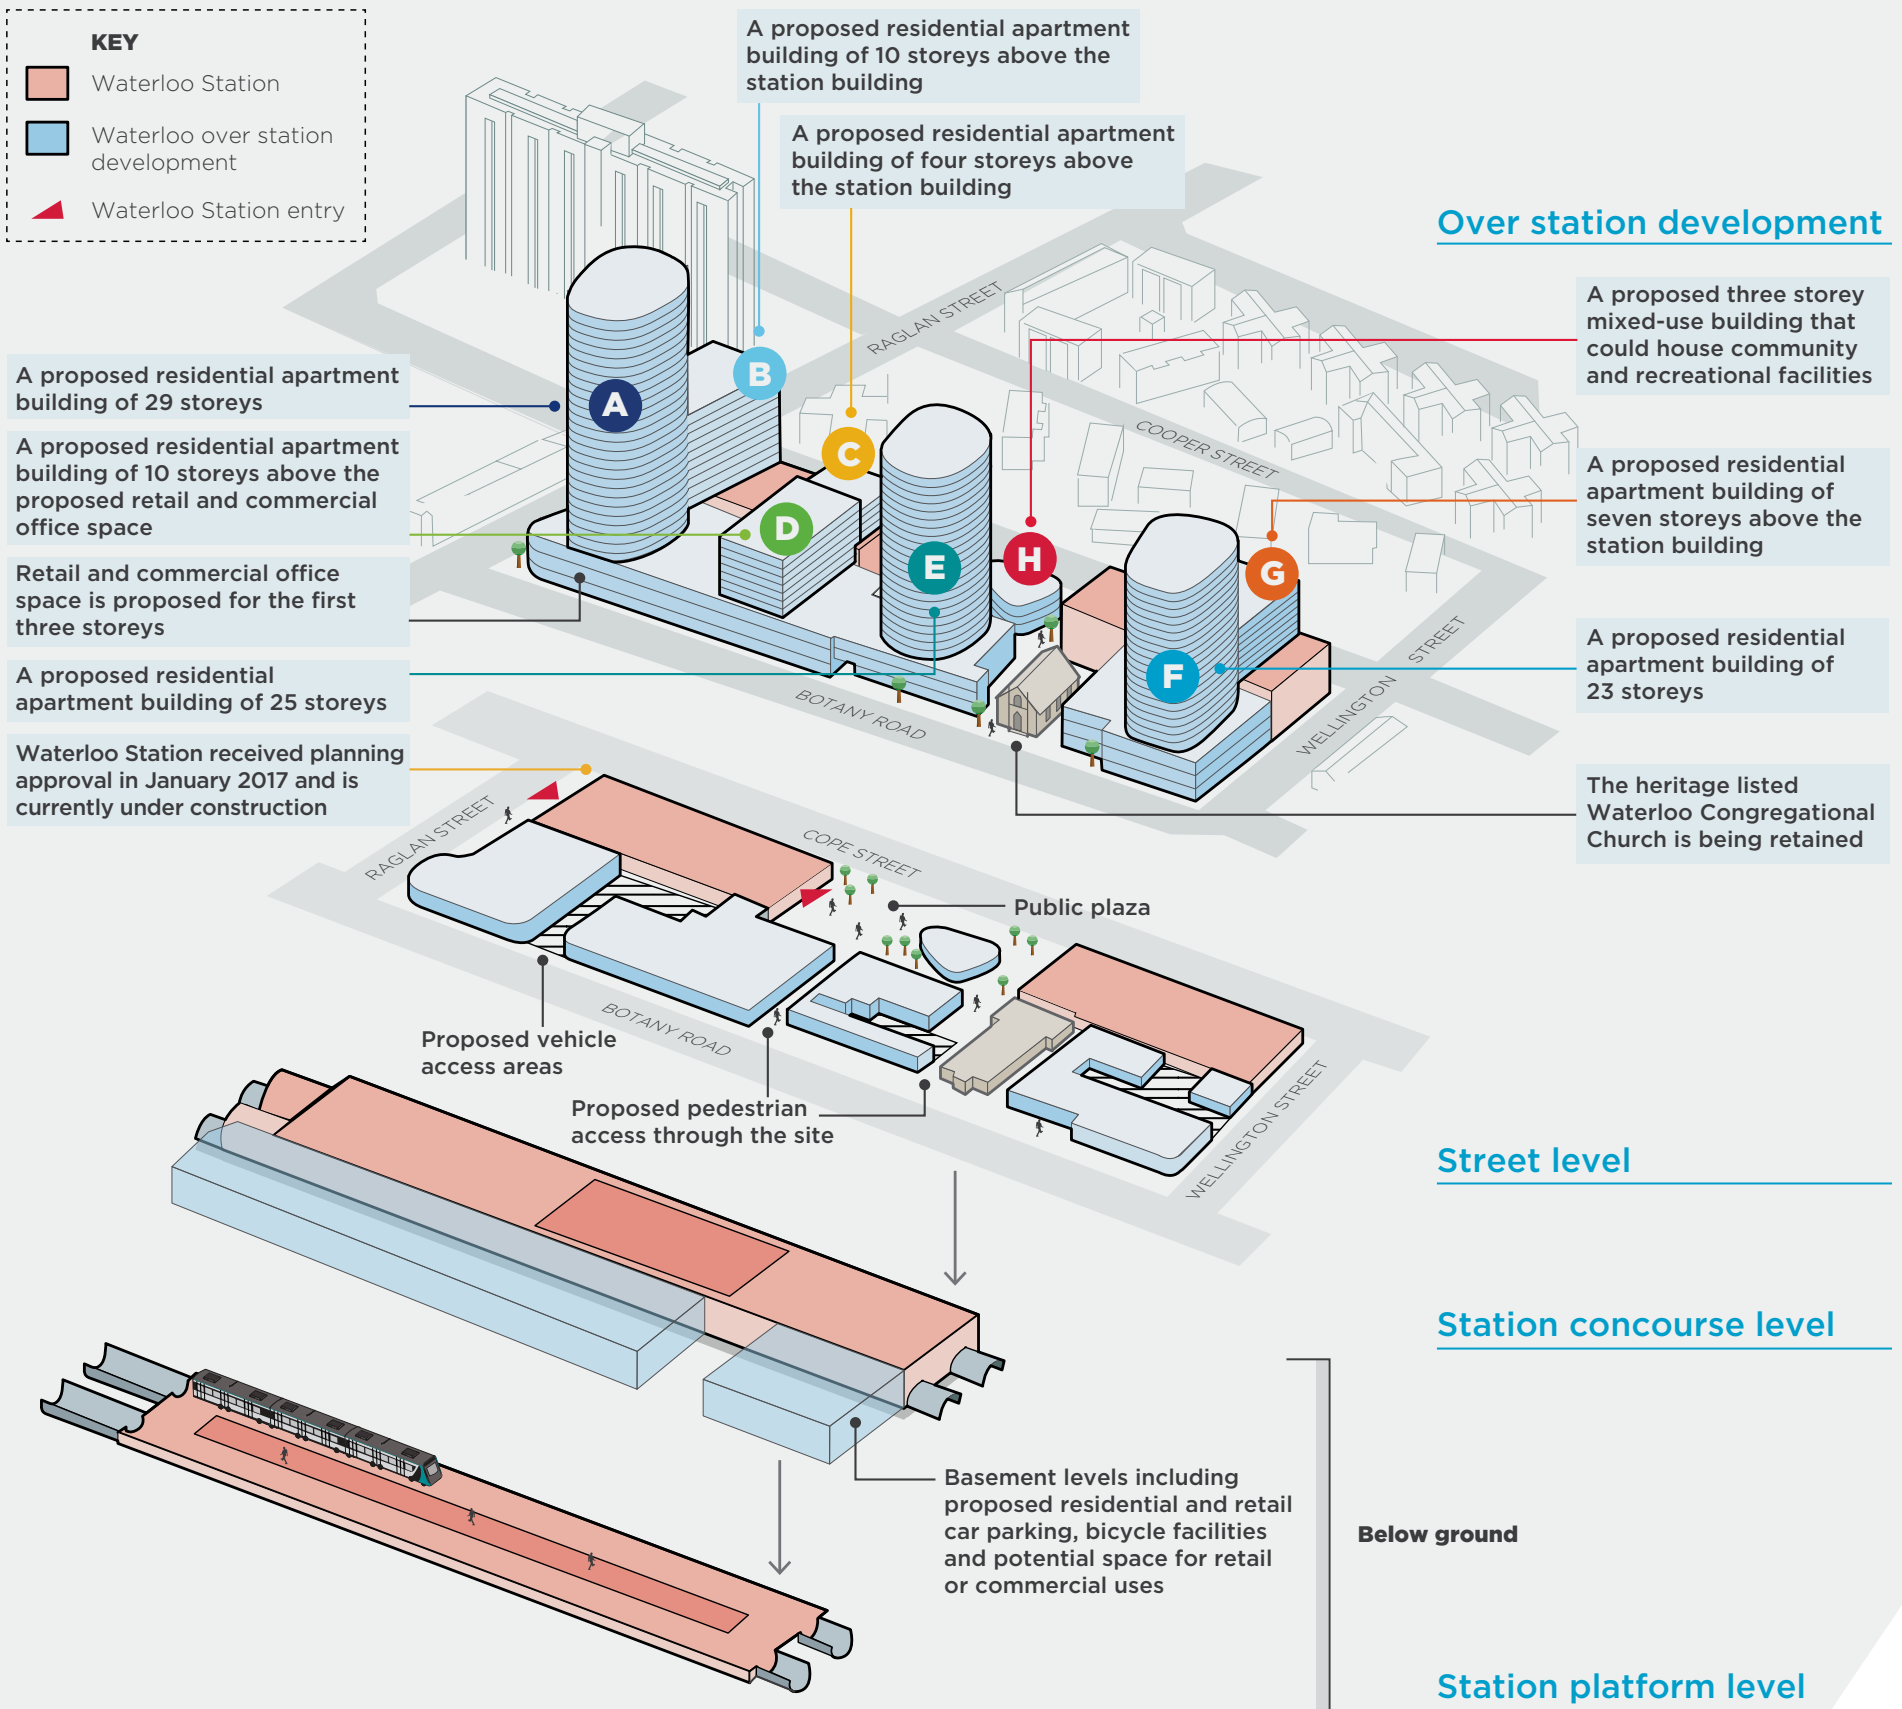 KEY
Waterloo Station
Waterloo over station
development
Waterloo Station entry
A proposed residential apartment
building of 10 storeys above the
station building
A proposed residential apartment
building of four storeys above
the station building
Over station development
A proposed three storey
mixed-use building that
could house community
and recreational facilities
A proposed residential
apartment building of
seven storeys above the
station building
A proposed residential
apartment building of
23 storeys
The heritage listed
Waterloo Congregational
Church is being retained
A proposed residential apartment
building of 29 storeys
A proposed residential apartment
building of 10 storeys above the
proposed retail and commercial
office space
Retail and commercial office
space is proposed for the first
three storeys
A proposed residential
apartment building of 25 storeys
Waterloo Station received planning
approval in January 2017 and is
currently under construction
A
B
C
D
E
H
G
F
RAGLAN STREET
COOPER STREET
BOTANY ROAD
WELLINGTON STREET
RAGLAN STREET
COPE STREET
Public plaza
BOTANY ROAD
WELLINGTON STREET
Proposed vehicle
access areas
Proposed pedestrian
access through the site
Street level
Station concourse level
Basement levels including
proposed residential and retail
car parking, bicycle facilities
and potential space for retail
or commercial uses
Below ground
Station platform level